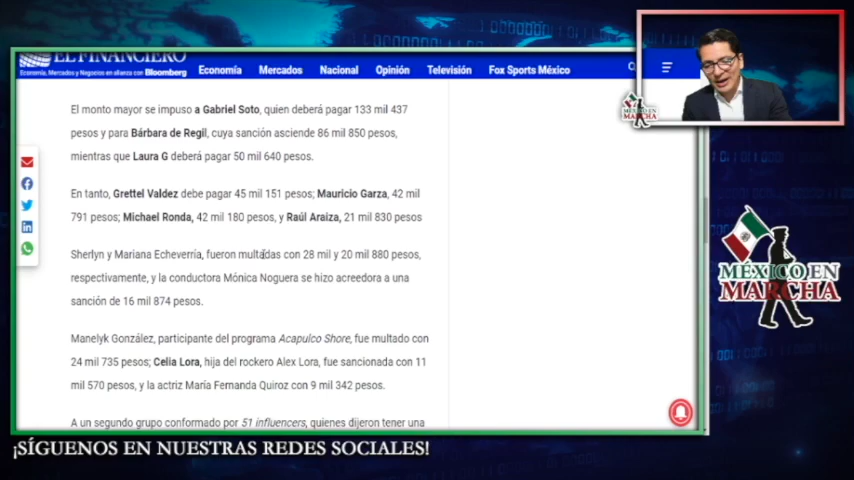 EL FINANCIERO
Economía, Mercados y Negocios en alianza con Bloomberg
Economía Mercados Nacional Opinión Televisión Fox Sports México
El monto mayor se impuso a Gabriel Soto, quien deberá pagar 133 mil 437
pesos y para Bárbara de Regil, cuya sanción asciende 86 mil 850 pesos,
mientras que Laura G deberá pagar 50 mil 640 pesos.
En tanto, Grettel Valdez debe pagar 45 mil 151 pesos; Mauricio Garza, 42 mil
791 pesos; Michael Ronda, 42 mil 180 pesos, y Raúl Araiza, 21 mil 830 pesos
Sherlyn y Mariana Echeverría, fueron multadas con 28 mil y 20 mil 880 pesos,
respectivamente, y la conductora Mónica Noguera se hizo acreedora a una
sanción de 16 mil 874 pesos.
Manelyk González, participante del programa Acapulco Shore, fue multado con
24 mil 735 pesos; Celia Lora, hija del rockero Alex Lora, fue sancionada con 11
mil 570 pesos, y la actriz María Fernanda Quiroz con 9 mil 342 pesos.
A un segundo grupo conformado por 51 influencers, quienes dijeron tener una
MÉXICO EN
MARCHA
MÉXICO EN
MARCHA
¡SÍGUENOS EN NUESTRAS REDES SOCIALES!